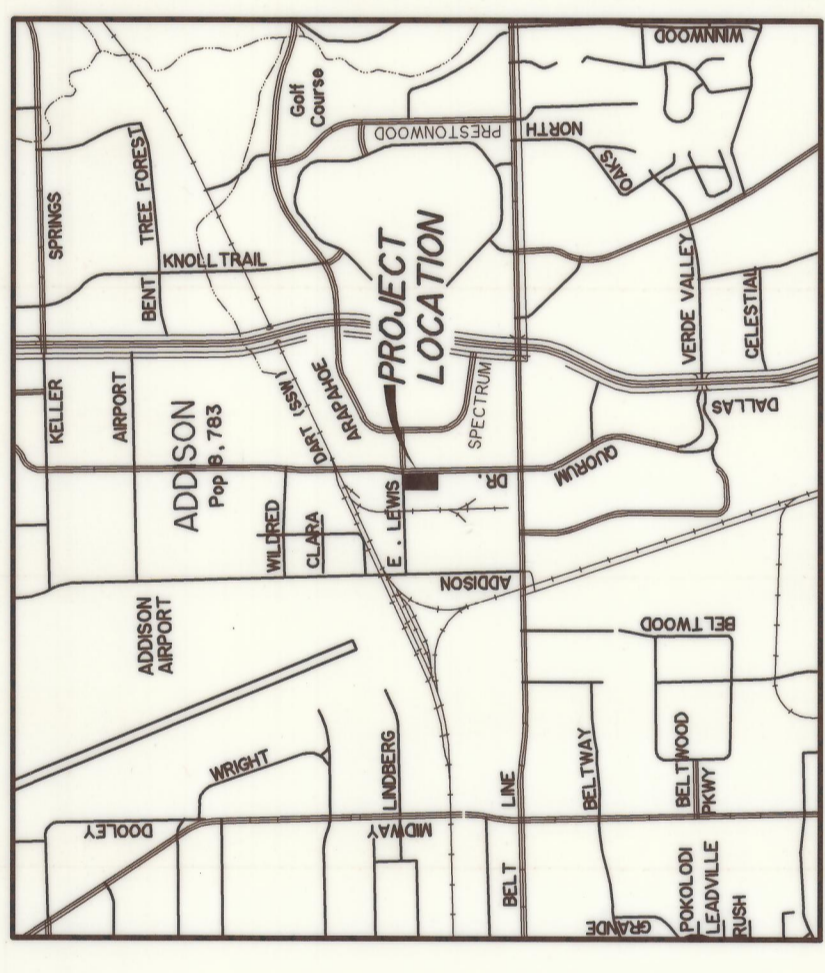 WINNWOOD
Golf
Course
PRESTONWOOD
NORTH
OAKS
TREE FOREST
BENT
SPRINGS
KNOLL TRAIL
PROJECT
LOCATION
VERDE VALLEY
CELESTIAL
KELLER
AIRPORT
ADDISON
Pop 8,783
DART (SSW)
ARAPAHOE
SPECTRUM
DALLAS
QUORUM
DR.
WILDRED
CLARA
E. LEWIS
ADDISON
ADDISON
AIRPORT
BELTWOOD
WRIGHT
LINDBERG
LINE
BELTWAY
BELTWOOD
PKWY
DOOLEY
MIDWAY
BELT
GRANDE
POKOLODI
LEADVILLE
RUSH